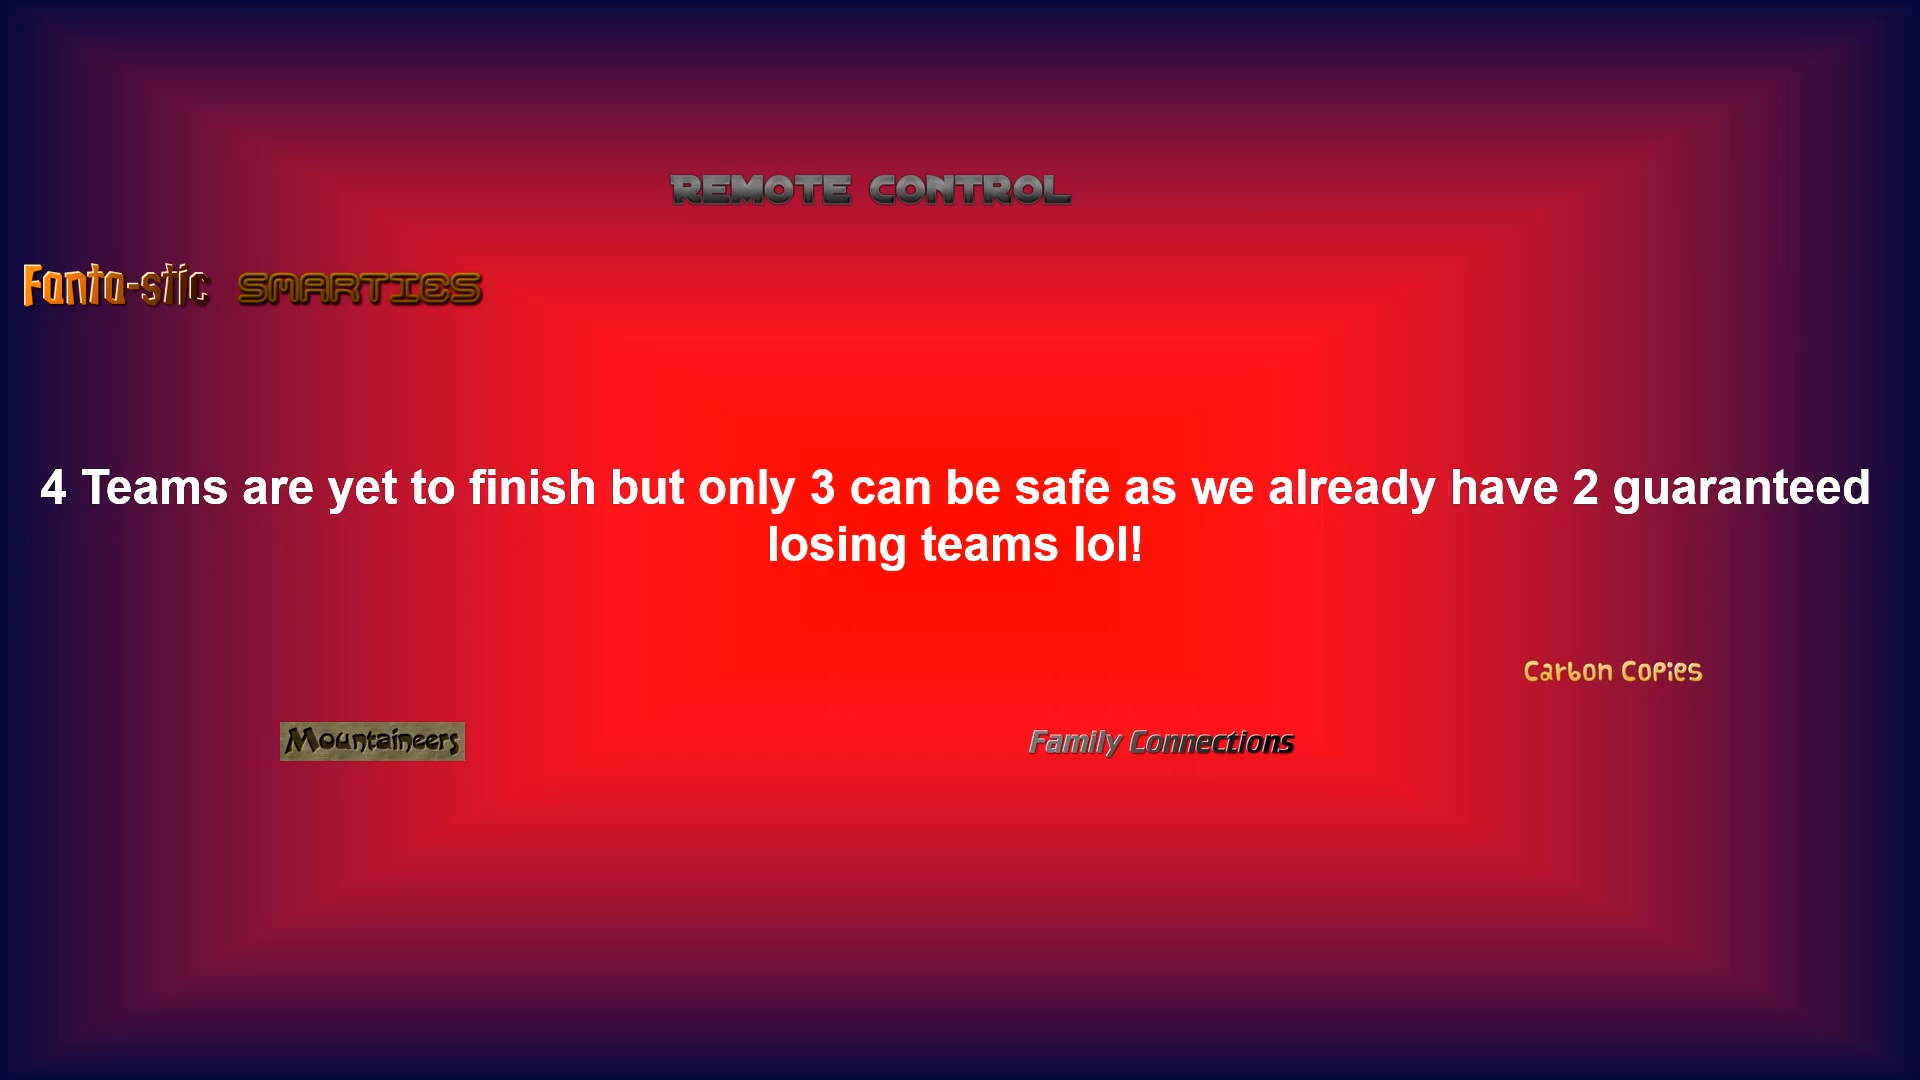 REMOTE CONTROL
Fanta-stic SMARTIES
4 Teams are yet to finish but only 3 can be safe as we already have 2 guaranteed
losing teams lol!
Carbon Copies
Mountaineers
Family Connections